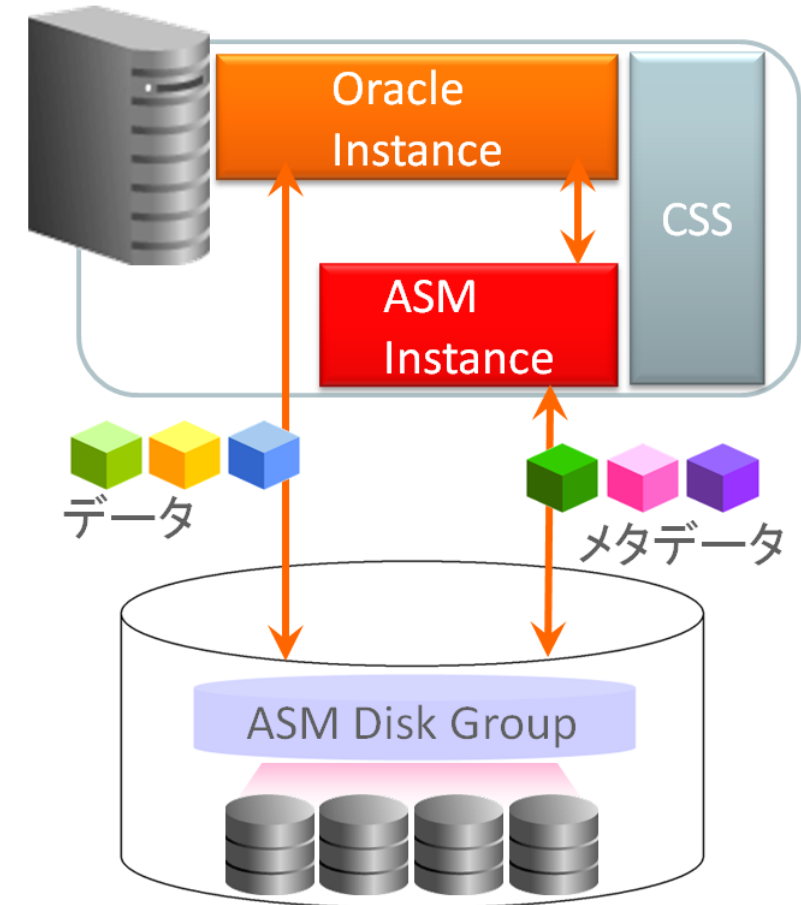 Oracle
Instance
CSS
ASM
Instance
データ
メタデータ
ASM Disk Group